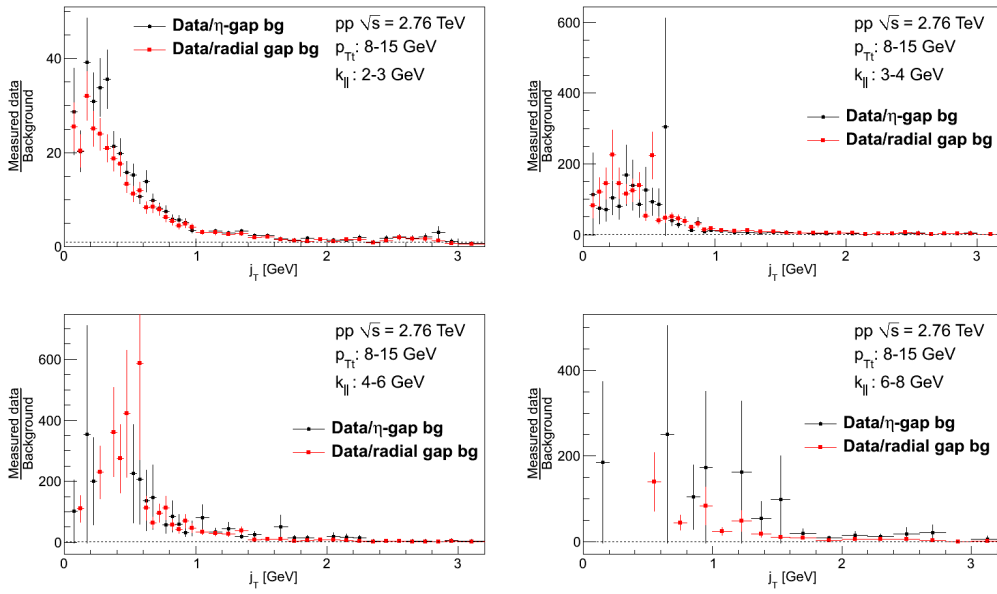 Measured data
Background
40
20
0
Data/η-gap bg
Data/radial gap bg
pp √s = 2.76 TeV
pTt: 8-15 GeV
k||: 2-3 GeV
0 1 2 3
jT [GeV]
Measured data
Background
600
400
200
0
pp √s = 2.76 TeV
pTt: 8-15 GeV
k||: 3-4 GeV
Data/η-gap bg
Data/radial gap bg
0 1 2 3
jT [GeV]
Measured data
Background
600
400
200
0
pp √s = 2.76 TeV
pTt: 8-15 GeV
k||: 4-6 GeV
Data/η-gap bg
Data/radial gap bg
0 1 2 3
jT [GeV]
Measured data
Background
400
200
0
pp √s = 2.76 TeV
pTt: 8-15 GeV
k||: 6-8 GeV
Data/η-gap bg
Data/radial gap bg
0 1 2 3
jT [GeV]